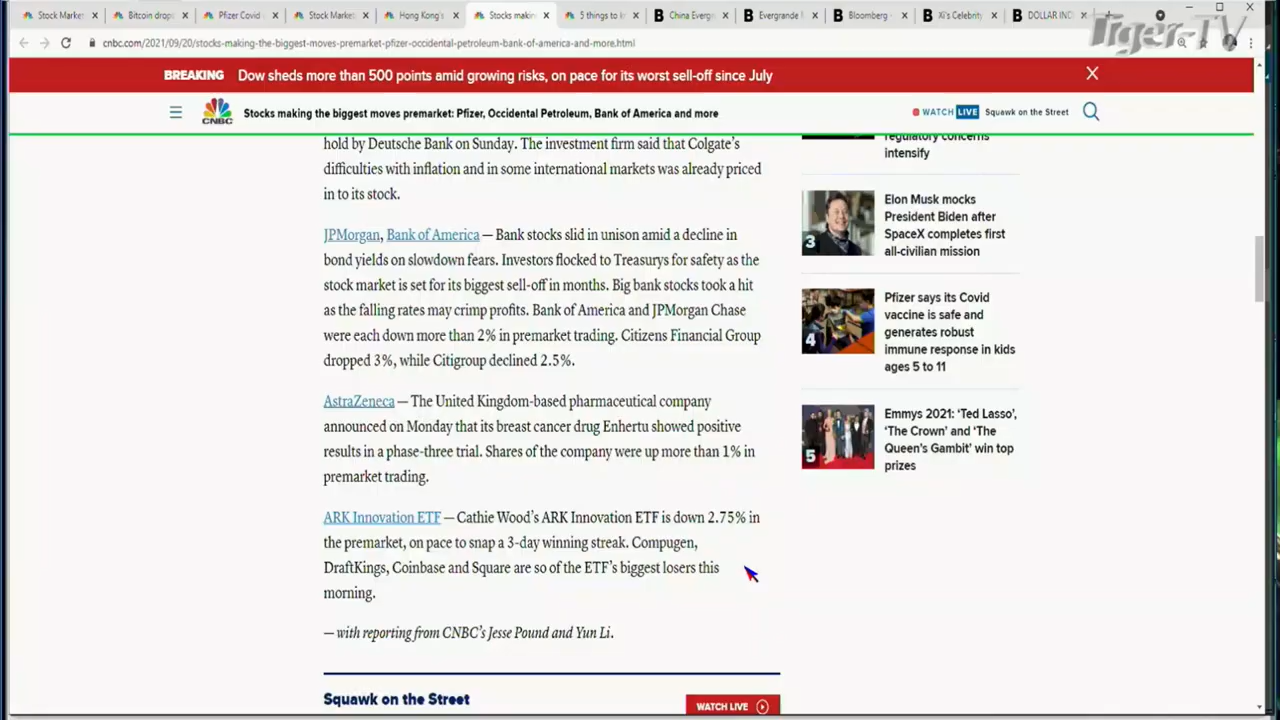 Stock Market
Bitcoin drop
Pfizer Covid
Stock Market
Hong Kong's
Stocks makin
5 things to k
China Everg
Evergrande
Bloomberg -
Xi's Celebrity
DOLLAR IND
Tiger-TV
cnbc.com/2021/09/20/stocks-making-the-biggest-moves-premarket-pfizer-occidental-petroleum-bank-of-america-and-more.html
BREAKING Dow sheds more than 500 points amid growing risks, on pace for its worst sell-off since July
CNBC
Stocks making the biggest moves premarket: Pfizer, Occidental Petroleum, Bank of America and more
WATCH LIVE Squawk on the Street
hold by Deutsche Bank on Sunday. The investment firm said that Colgate's
difficulties with inflation and in some international markets was already priced
in to its stock.
JPMorgan, Bank of America — Bank stocks slid in unison amid a decline in
bond yields on slowdown fears. Investors flocked to Treasurys for safety as the
stock market is set for its biggest sell-off in months. Big bank stocks took a hit
as the falling rates may crimp profits. Bank of America and JPMorgan Chase
were each down more than 2% in premarket trading. Citizens Financial Group
dropped 3%, while Citigroup declined 2.5%.
AstraZeneca — The United Kingdom-based pharmaceutical company
announced on Monday that its breast cancer drug Enhertu showed positive
results in a phase-three trial. Shares of the company were up more than 1% in
premarket trading.
ARK Innovation ETF — Cathie Wood's ARK Innovation ETF is down 2.75% in
the premarket, on pace to snap a 3-day winning streak. Compugen,
DraftKings, Coinbase and Square are so of the ETF's biggest losers this
morning.
— with reporting from CNBC's Jesse Pound and Yun Li.
Squawk on the Street
WATCH LIVE
regulatory concerns
intensify
3
Elon Musk mocks
President Biden after
SpaceX completes first
all-civilian mission
4
Pfizer says its Covid
vaccine is safe and
generates robust
immune response in kids
ages 5 to 11
5
Emmys 2021: 'Ted Lasso',
'The Crown' and 'The
Queen's Gambit' win top
prizes